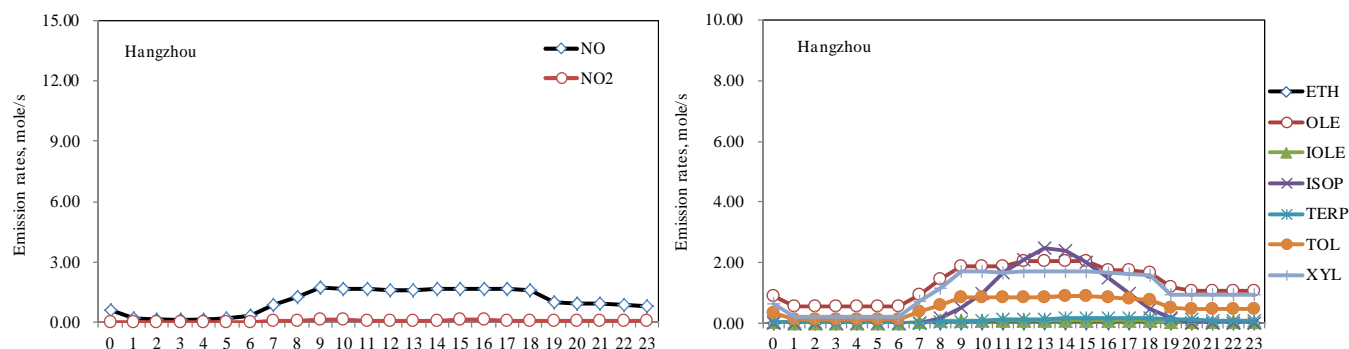 15.00
12.00
9.00
6.00
3.00
0.00
Emission rates, mole/s
Hangzhou
NO
NO2
0 1 2 3 4 5 6 7 8 9 10 11 12 13 14 15 16 17 18 19 20 21 22 23
10.00
8.00
6.00
4.00
2.00
0.00
Emission rates, mole/s
Hangzhou
ETH
OLE
IOLE
ISOP
TERP
TOL
XYL
0 1 2 3 4 5 6 7 8 9 10 11 12 13 14 15 16 17 18 19 20 21 22 23